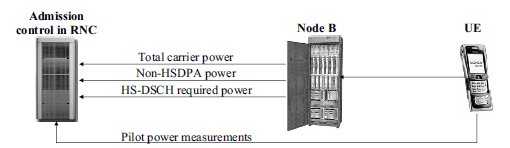 Admission
control in RNC
Node B
UE
Total carrier power
Non-HSDPA power
HS-DSCH required power
Pilot power measurements